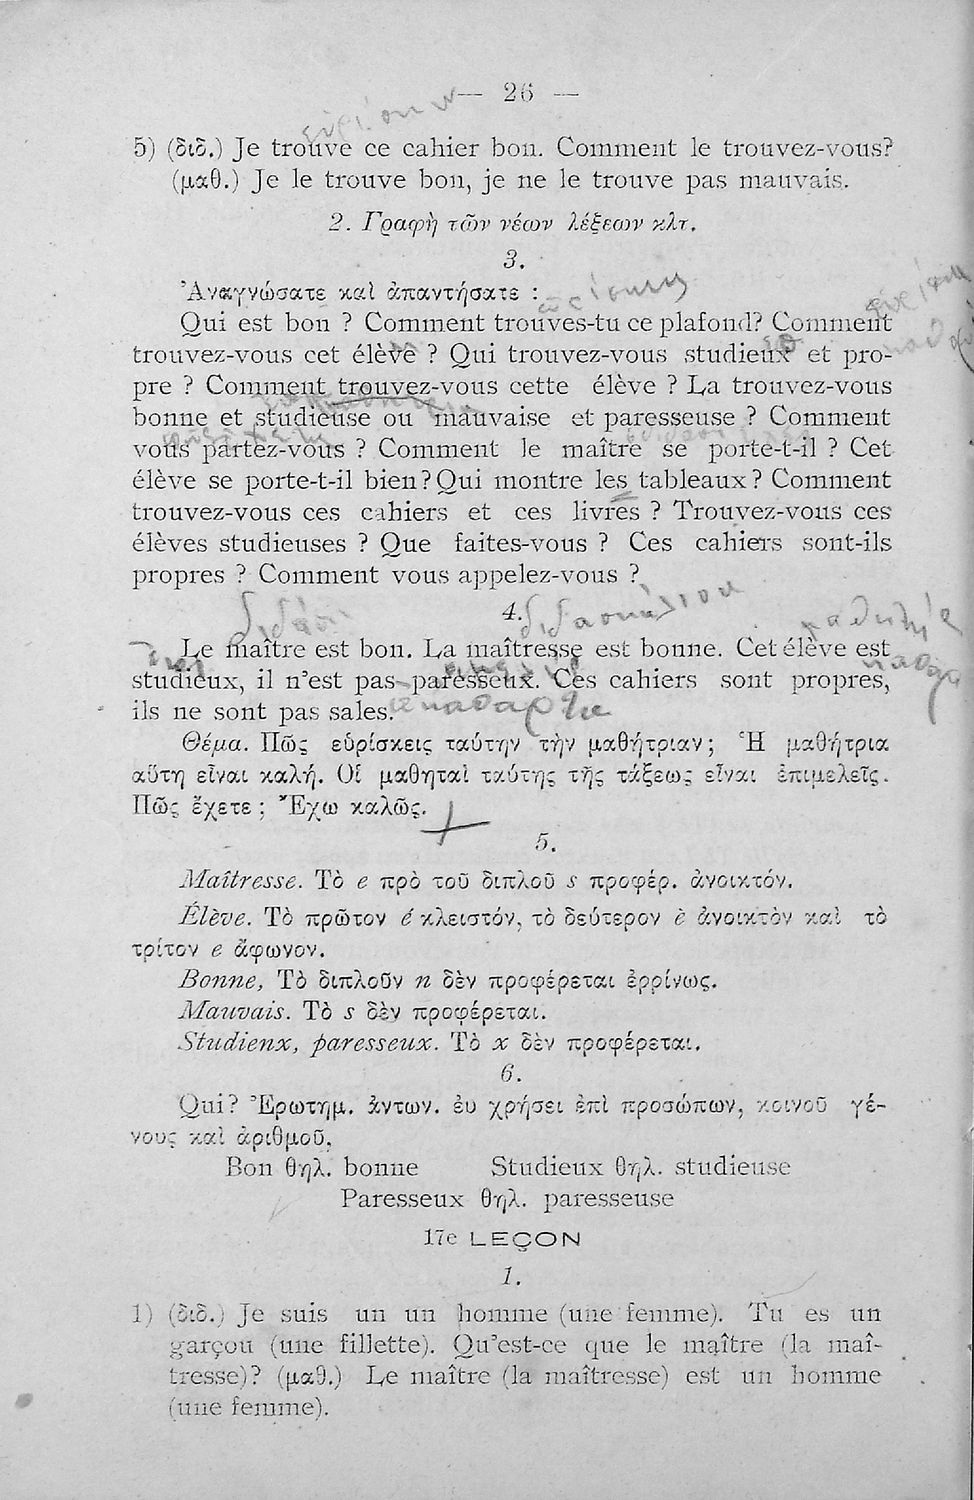 — 26 —
5) (διδ.) Je trouve ce cahier bon. Comment le trouvez-vous?
(μαθ.) Je le trouve bon, je ne le trouve pas mauvais.
2. Γραφὴ τῶν νέων λέξεων κλτ.
3.
Ἀναγνώσατε καὶ ἀπαντήσατε :
Qui est bon ? Comment trouves-tu ce plafond? Comment
trouvez-vous cet élève ? Qui trouvez-vous studieux et pro-
pre ? Comment trouvez-vous cette élève ? La trouvez-vous
bonne et studieuse ou mauvaise et paresseuse ? Comment
vous partez-vous ? Comment le maître se porte-t-il ? Cet
élève se porte-t-il bien? Qui montre les tableaux ? Comment
trouvez-vous ces cahiers et ces livres ? Trouvez-vous ces
élèves studieuses ? Que faites-vous ? Ces cahiers sont-ils
propres ? Comment vous appelez-vous ?
4.
Le maître est bon. La maîtresse est bonne. Cet élève est
studieux, il n'est pas paresseux. Ces cahiers sont propres,
ils ne sont pas sales.
Θέμα. Πῶς εὑρίσκεις ταύτην τὴν μαθήτριαν; Ἡ μαθήτρια
αὕτη εἶναι καλή. Οἱ μαθηταὶ ταύτης τῆς τάξεως εἶναι ἐπιμελεῖς.
Πῶς ἔχετε ; Ἔχω καλῶς.
5.
Maîtresse. Τὸ e πρὸ τοῦ διπλοῦ s προφέρ. ἀνοικτόν.
Élève. Τὸ πρῶτον é κλειστόν, τὸ δεύτερον è ἀνοικτὸν καὶ τὸ
τρίτον e ἄφωνον.
Bonne, Τὸ διπλοῦν n δὲν προφέρεται ἐρρίνως.
Mauvais. Τὸ s δὲν προφέρεται.
Studienx, paresseux. Τὸ x δὲν προφέρεται.
6.
Qui? Ἐρωτημ. ἀντων. ἐν χρήσει ἐπὶ προσώπων, κοινοῦ γέ-
νους καὶ ἀριθμοῦ.
Bon θηλ. bonne Studieux θηλ. studieuse
Paresseux θηλ. paresseuse
17e LEÇON
1.
1) (διδ.) Je suis un un homme (une femme). Tu es un
garçou (une fillette). Qu'est-ce que le maître (la maî-
tresse)? (μαθ.) Le maître (la maîtresse) est un homme
(une femme).